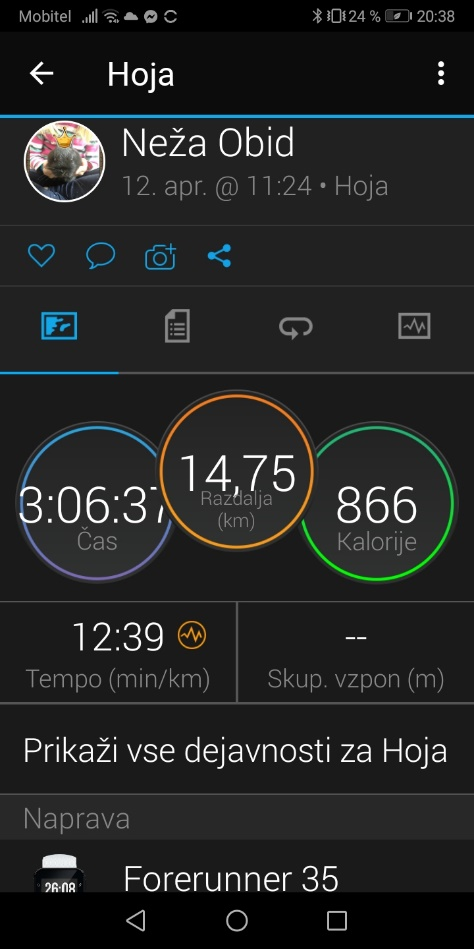 Mobitel 24 % 20:38
Hoja
Neža Obid
12. apr. @ 11:24 • Hoja
14,75
Razdalja
(km)
3:06:37
Čas
866
Kalorije
12:39
Tempo (min/km)
--
Skup. vzpon (m)
Prikaži vse dejavnosti za Hoja
Naprava
26:08
Forerunner 35